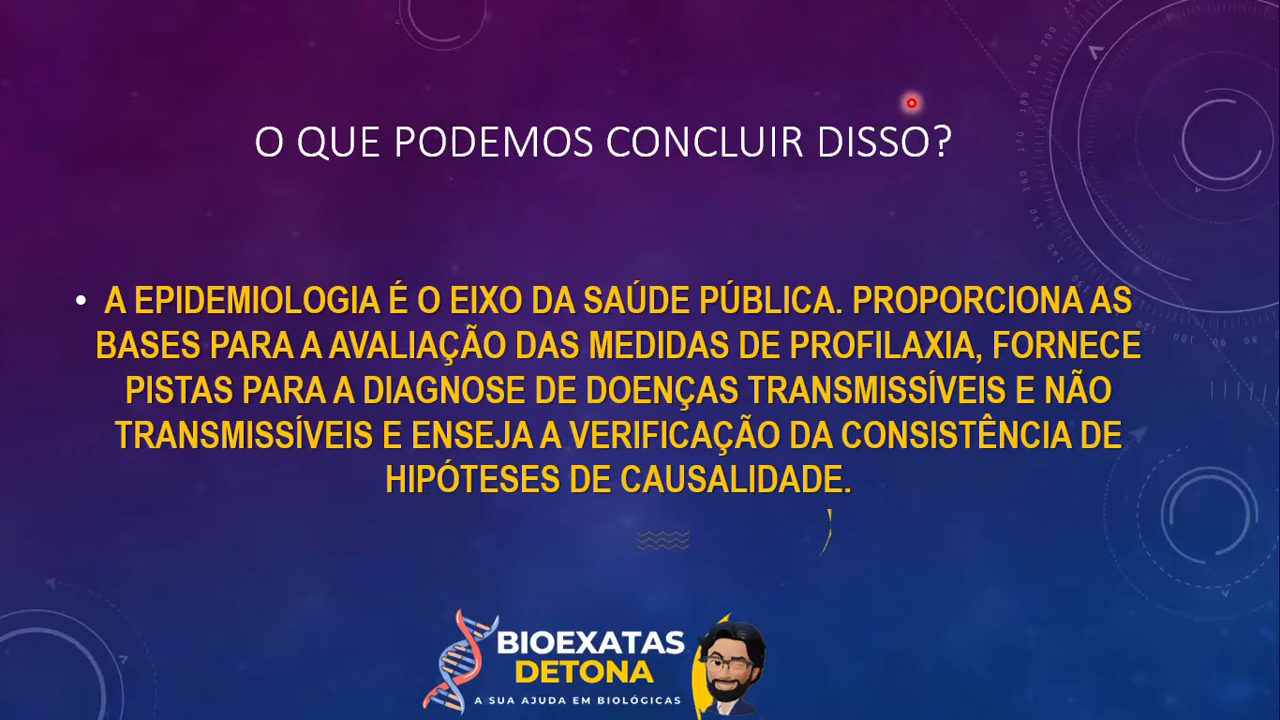 O QUE PODEMOS CONCLUIR DISSO?
• A EPIDEMIOLOGIA É O EIXO DA SAÚDE PÚBLICA. PROPORCIONA AS
BASES PARA A AVALIAÇÃO DAS MEDIDAS DE PROFILAXIA, FORNECE
PISTAS PARA A DIAGNOSE DE DOENÇAS TRANSMISSÍVEIS E NÃO
TRANSMISSÍVEIS E ENSEJA A VERIFICAÇÃO DA CONSISTÊNCIA DE
HIPÓTESES DE CAUSALIDADE.
BIOEXATAS
DETONA
A SUA AJUDA EM BIOLÓGICAS